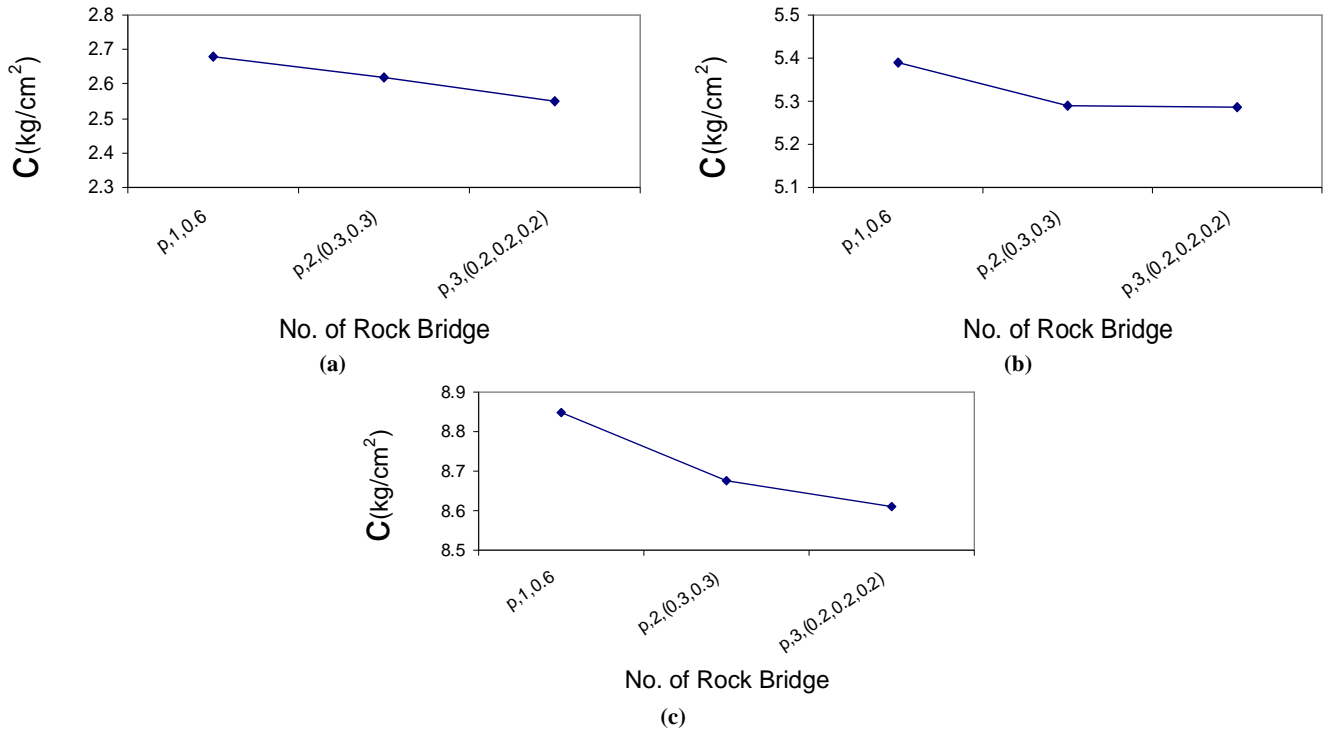 2.8
2.7
2.6
2.5
2.4
2.3
C(kg/cm²)
p,1,0.6
p,2,(0.3,0.3)
p,3,(0.2,0.2,0.2)
No. of Rock Bridge
(a)
5.5
5.4
5.3
5.2
5.1
C(kg/cm²)
p,1,0.6
p,2,(0.3,0.3)
p,3,(0.2,0.2,0.2)
No. of Rock Bridge
(b)
8.9
8.8
8.7
8.6
8.5
C(kg/cm²)
p,1,0.6
p,2,(0.3,0.3)
p,3,(0.2,0.2,0.2)
No. of Rock Bridge
(c)